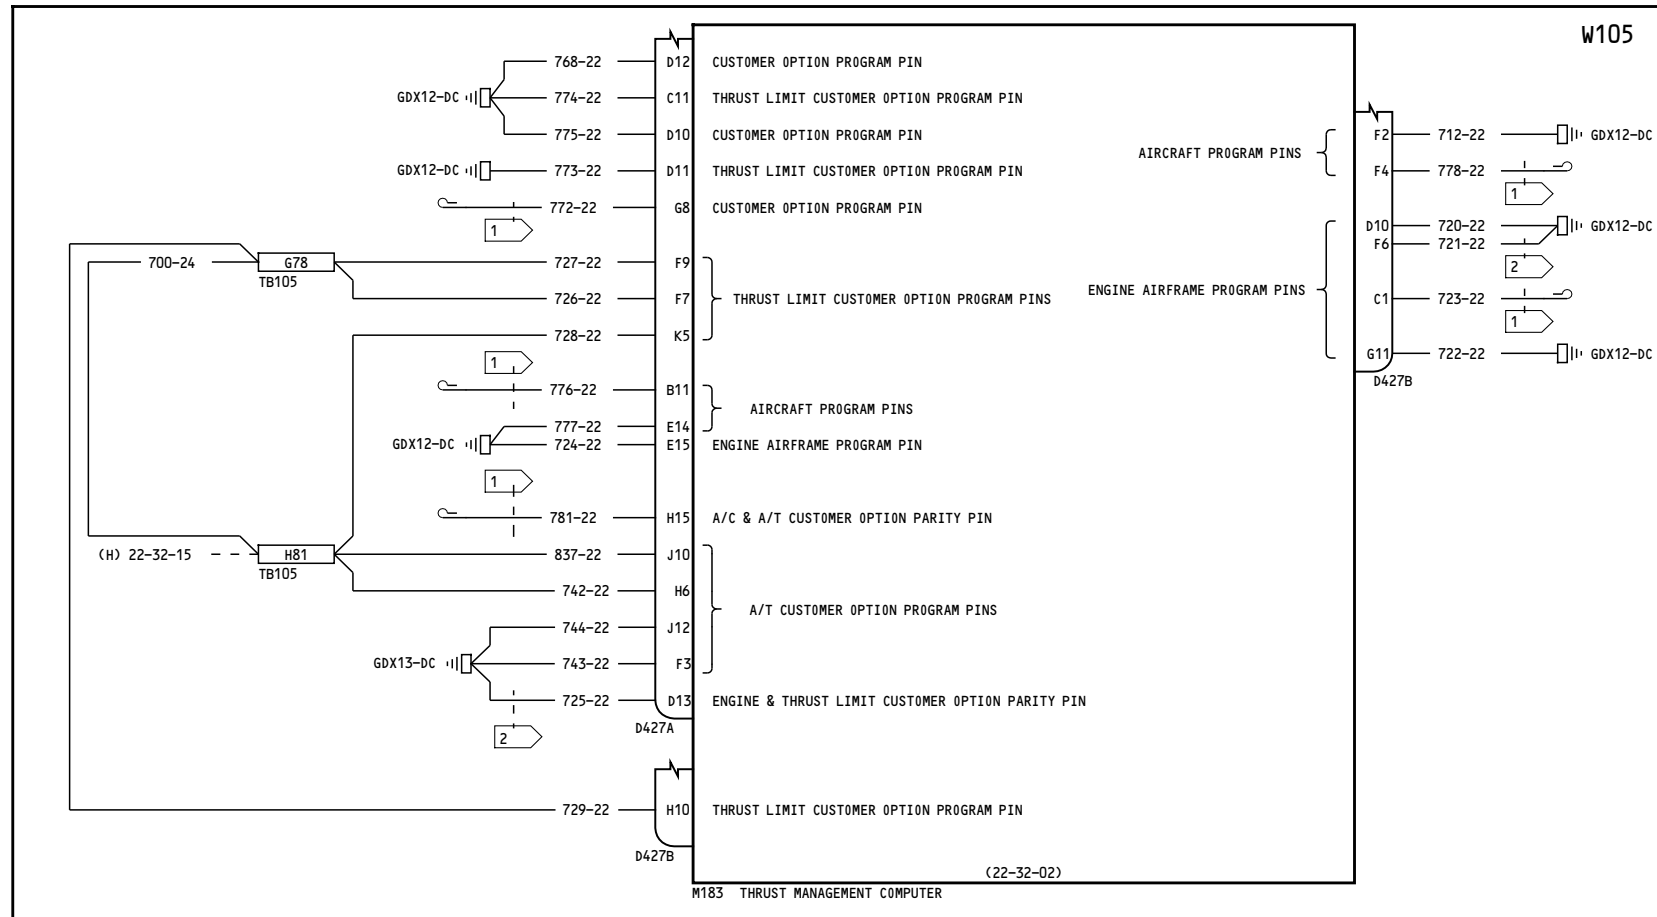 W105
768-22 D12 CUSTOMER OPTION PROGRAM PIN
GDX12-DC 774-22 C11 THRUST LIMIT CUSTOMER OPTION PROGRAM PIN
775-22 D10 CUSTOMER OPTION PROGRAM PIN
AIRCRAFT PROGRAM PINS F2 712-22 GDX12-DC
GDX12-DC 773-22 D11 THRUST LIMIT CUSTOMER OPTION PROGRAM PIN
F4 778-22
1
772-22 G8 CUSTOMER OPTION PROGRAM PIN
1
D10 720-22 GDX12-DC
F6 721-22
2
700-24 G78 727-22 F9
TB105
726-22 F7 THRUST LIMIT CUSTOMER OPTION PROGRAM PINS
ENGINE AIRFRAME PROGRAM PINS
C1 723-22
1
728-22 K5
G11 722-22 GDX12-DC
D427B
1
776-22 B11
AIRCRAFT PROGRAM PINS
777-22 E14
GDX12-DC 724-22 E15 ENGINE AIRFRAME PROGRAM PIN
1
781-22 H15 A/C & A/T CUSTOMER OPTION PARITY PIN
(H) 22-32-15 H81 837-22 J10
TB105
742-22 H6
A/T CUSTOMER OPTION PROGRAM PINS
744-22 J12
GDX13-DC 743-22 F3
725-22 D13 ENGINE & THRUST LIMIT CUSTOMER OPTION PARITY PIN
D427A
2
729-22 H10 THRUST LIMIT CUSTOMER OPTION PROGRAM PIN
D427B
(22-32-02)
M183 THRUST MANAGEMENT COMPUTER